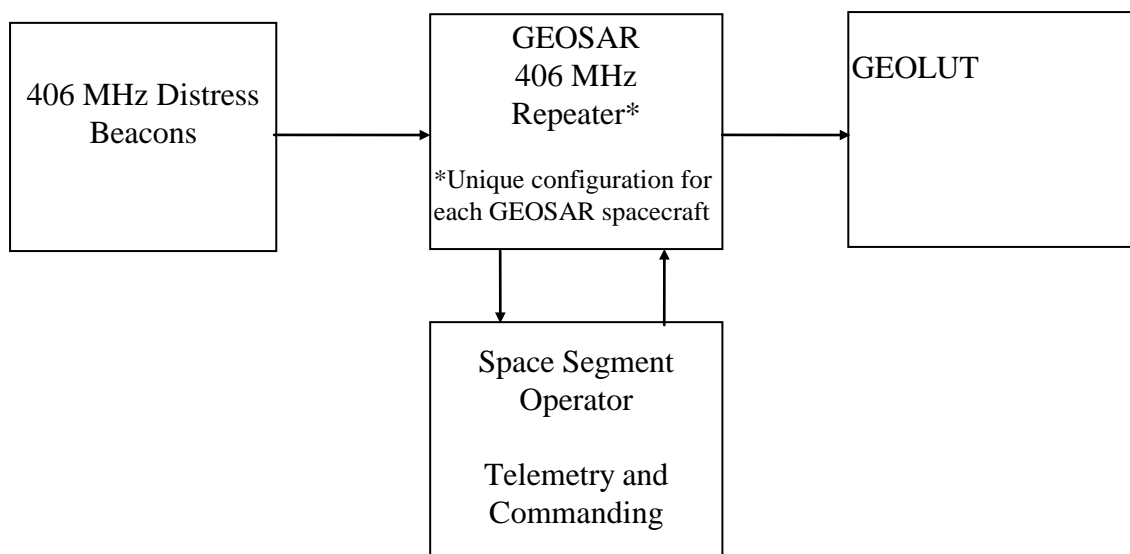 406 MHz Distress
Beacons
GEOSAR
406 MHz
Repeater*
*Unique configuration for
each GEOSAR spacecraft
GEOLUT
Space Segment
Operator
Telemetry and
Commanding